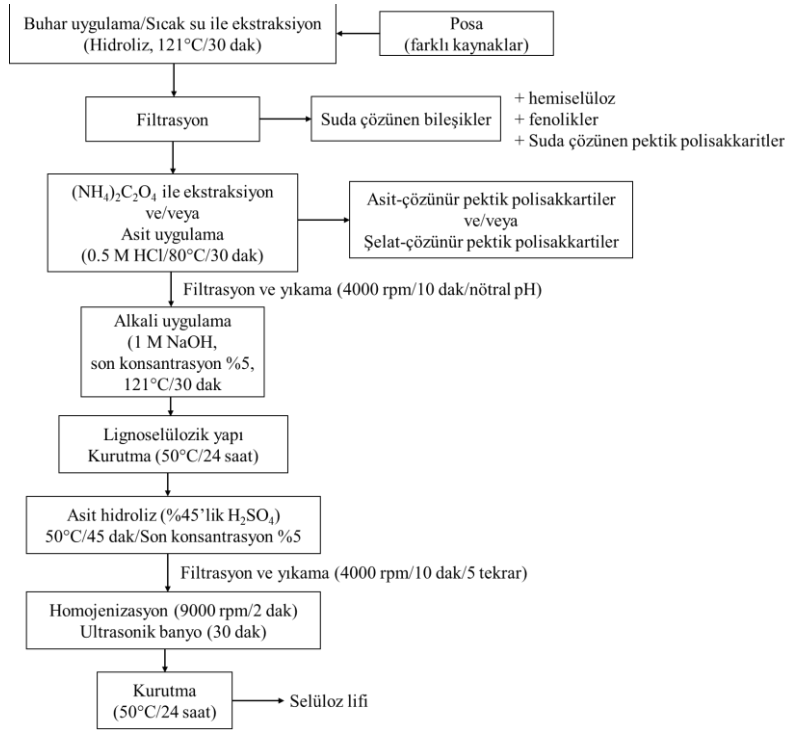 Buhar uygulama/Sıcak su ile ekstraksiyon
(Hidroliz, 121°C/30 dak)
Posa
(farklı kaynaklar)
Filtrasyon
Suda çözünen bileşikler
+ hemiselüloz
+ fenolikler
+ Suda çözünen pektik polisakkaritler
(NH₄)₂C₂O₄ ile ekstraksiyon
ve/veya
Asit uygulama
(0.5 M HCl/80°C/30 dak)
Asit-çözünür pektik polisakkartiler
ve/veya
Şelat-çözünür pektik polisakkartiler
Filtrasyon ve yıkama (4000 rpm/10 dak/nötral pH)
Alkali uygulama
(1 M NaOH,
son konsantrasyon %5,
121°C/30 dak
Lignoselülozik yapı
Kurutma (50°C/24 saat)
Asit hidroliz (%45’lik H₂SO₄)
50°C/45 dak/Son konsantrasyon %5
Filtrasyon ve yıkama (4000 rpm/10 dak/5 tekrar)
Homojenizasyon (9000 rpm/2 dak)
Ultrasonik banyo (30 dak)
Kurutma
(50°C/24 saat)
Selüloz lifi